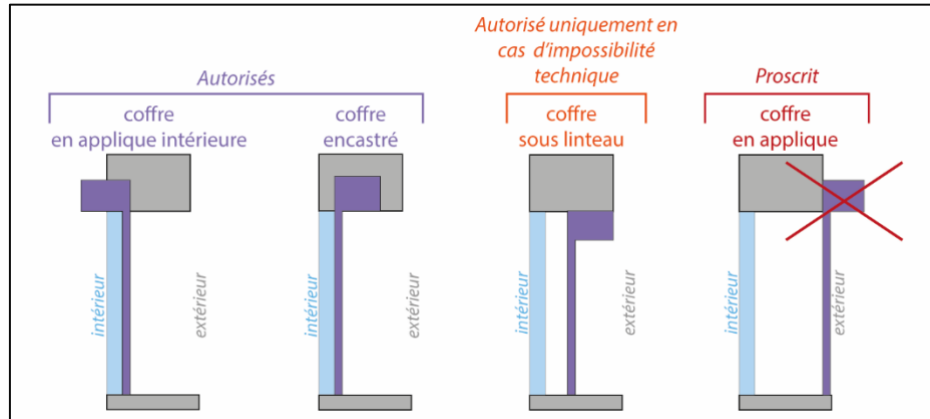 Autorisé uniquement en
cas d'impossibilité
technique
Autorisés
Proscrit
coffre
en applique intérieure
coffre
encastré
coffre
sous linteau
coffre
en applique
intérieur
extérieur
intérieur
extérieur
intérieur
extérieur
intérieur
extérieur